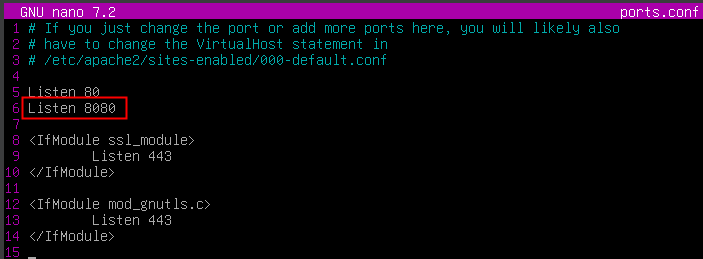 GNU nano 7.2 ports.conf
1 # If you just change the port or add more ports here, you will likely also
2 # have to change the VirtualHost statement in
3 # /etc/apache2/sites-enabled/000-default.conf
4
5 Listen 80
6 Listen 8080
7
8 <IfModule ssl_module>
9 Listen 443
10 </IfModule>
11
12 <IfModule mod_gnutls.c>
13 Listen 443
14 </IfModule>
15